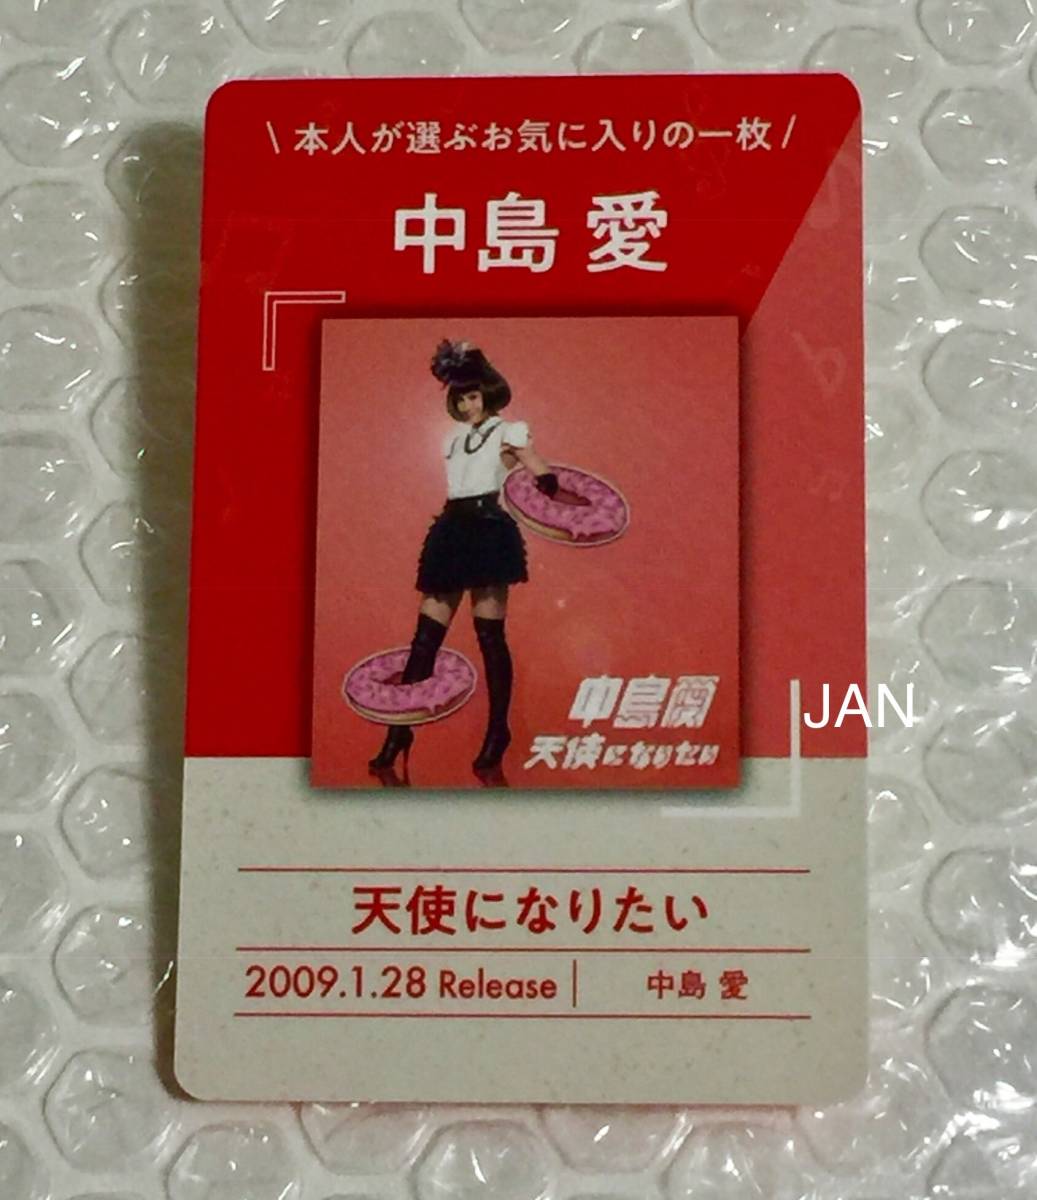 \ 本人が選ぶお気に入りの一枚 /
中島 愛
中島愛
天使になりたい
JAN
天使になりたい
2009.1.28 Release | 中島 愛